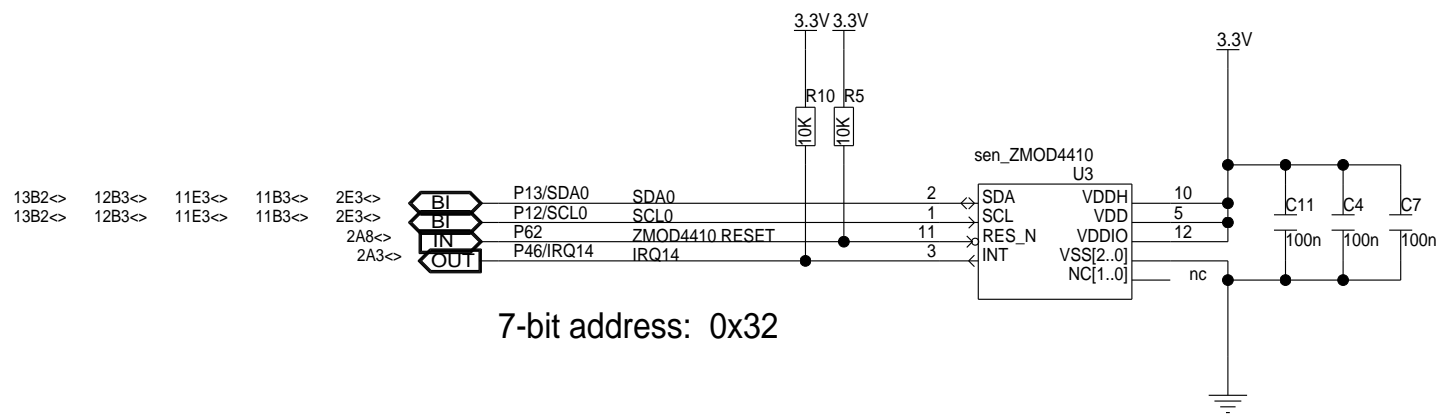 3.3V 3.3V
3.3V
R10 R5
10K 10K
sen_ZMOD4410
U3
13B2<> 12B3<> 11E3<> 11B3<> 2E3<> BI P13/SDA0 SDA0 2 SDA VDDH 10
13B2<> 12B3<> 11E3<> 11B3<> 2E3<> BI P12/SCL0 SCL0 1 SCL VDD 5 C11 C4 C7
2A8<> IN P62 ZMOD4410 RESET 11 RES_N VDDIO 12 100n 100n 100n
2A3<> OUT P46/IRQ14 IRQ14 3 INT VSS[2..0]
NC[1..0] nc
7-bit address: 0x32